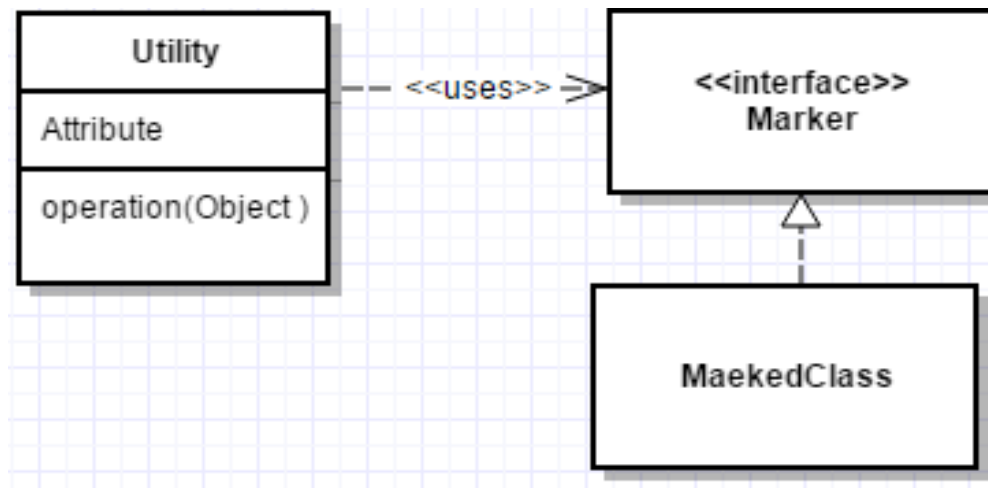 Utility
Attribute
operation(Object )
<<uses>>
<<interface>>
Marker
MaekedClass